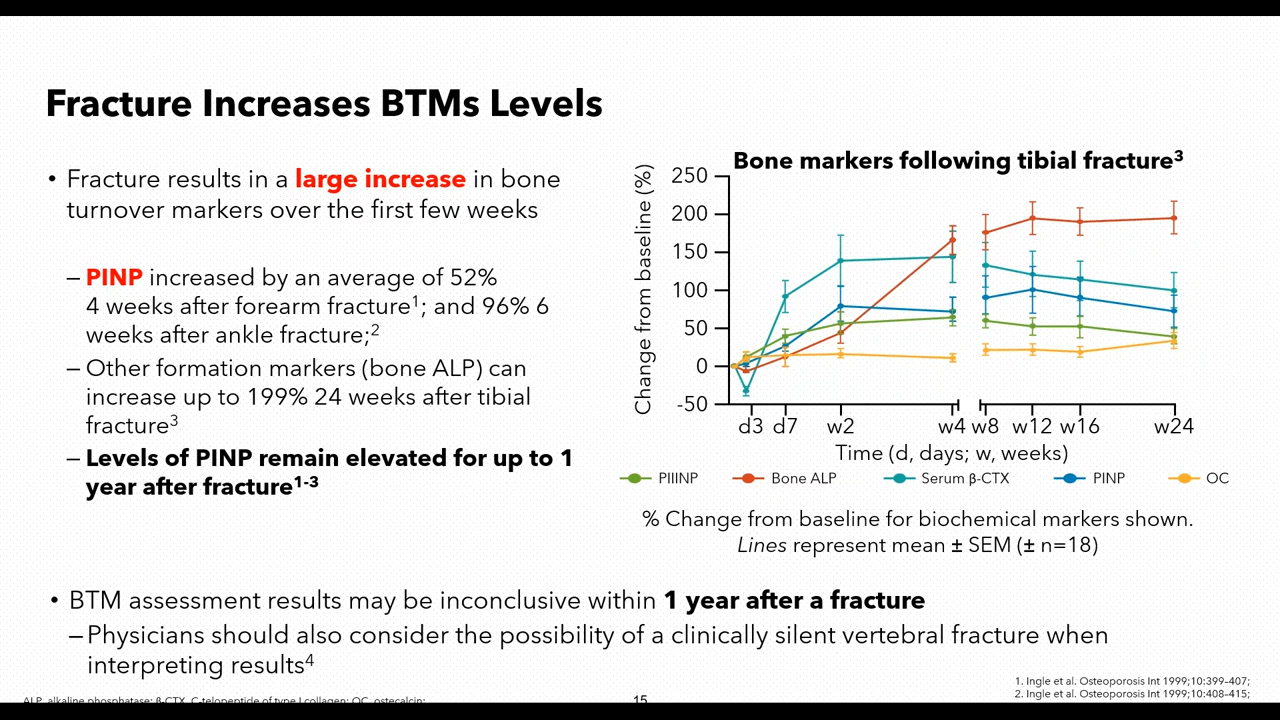 Fracture Increases BTMs Levels
• Fracture results in a large increase in bone
turnover markers over the first few weeks
– PINP increased by an average of 52%
4 weeks after forearm fracture1; and 96% 6
weeks after ankle fracture;2
– Other formation markers (bone ALP) can
increase up to 199% 24 weeks after tibial
fracture3
– Levels of PINP remain elevated for up to 1
year after fracture1-3
Bone markers following tibial fracture3
Change from baseline (%)
250
200
150
100
50
0
-50
d3 d7 w2 w4 w8 w12 w16 w24
Time (d, days; w, weeks)
PIIINP Bone ALP Serum β-CTX PINP OC
% Change from baseline for biochemical markers shown.
Lines represent mean ± SEM (± n=18)
• BTM assessment results may be inconclusive within 1 year after a fracture
– Physicians should also consider the possibility of a clinically silent vertebral fracture when
interpreting results4
1. Ingle et al. Osteoporos Int 1999;10:399–407;
2. Ingle et al. Osteoporos Int 1999;10:408–415;
ALP, alkaline phosphatase; β-CTX, C-telopeptide of type I collagen; OC, osteocalcin;
15